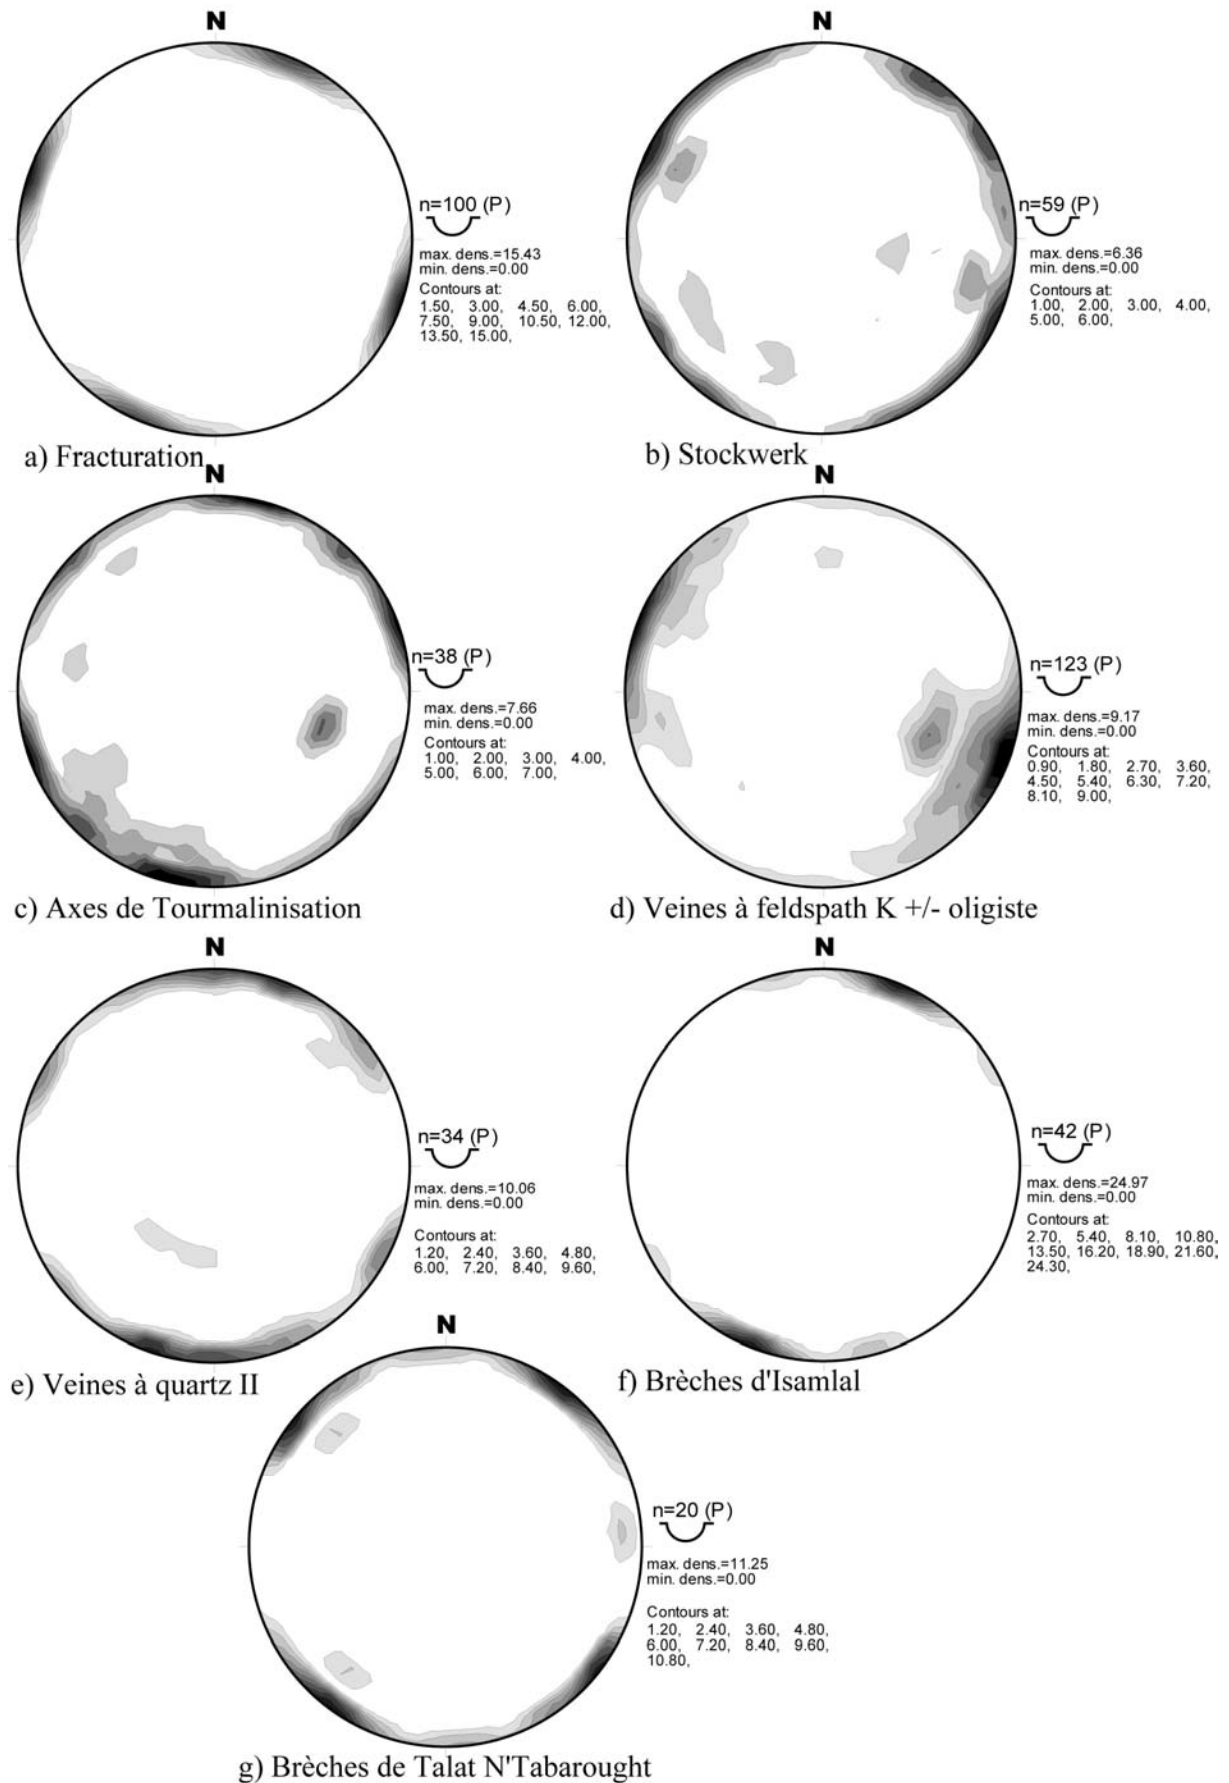 N
n=100 (P)
max. dens.=15.43
min. dens.=0.00
Contours at:
1.50, 3.00, 4.50, 6.00,
7.50, 9.00, 10.50, 12.00,
13.50, 15.00,
a) Fracturation
N
n=59 (P)
max. dens.=6.36
min. dens.=0.00
Contours at:
1.00, 2.00, 3.00, 4.00,
5.00, 6.00,
b) Stockwerk
N
n=38 (P)
max. dens.=7.66
min. dens.=0.00
Contours at:
1.00, 2.00, 3.00, 4.00,
5.00, 6.00, 7.00,
c) Axes de Tourmalinisation
N
n=123 (P)
max. dens.=9.17
min. dens.=0.00
Contours at:
0.90, 1.80, 2.70, 3.60,
4.50, 5.40, 6.30, 7.20,
8.10, 9.00,
d) Veines à feldspath K +/- oligiste
N
n=34 (P)
max. dens.=10.06
min. dens.=0.00
Contours at:
1.20, 2.40, 3.60, 4.80,
6.00, 7.20, 8.40, 9.60,
e) Veines à quartz II
N
n=42 (P)
max. dens.=24.97
min. dens.=0.00
Contours at:
2.70, 5.40, 8.10, 10.80,
13.50, 16.20, 18.90, 21.60,
24.30,
f) Brèches d'Isamlal
N
n=20 (P)
max. dens.=11.25
min. dens.=0.00
Contours at:
1.20, 2.40, 3.60, 4.80,
6.00, 7.20, 8.40, 9.60,
10.80,
g) Brèches de Talat N'Tabarought